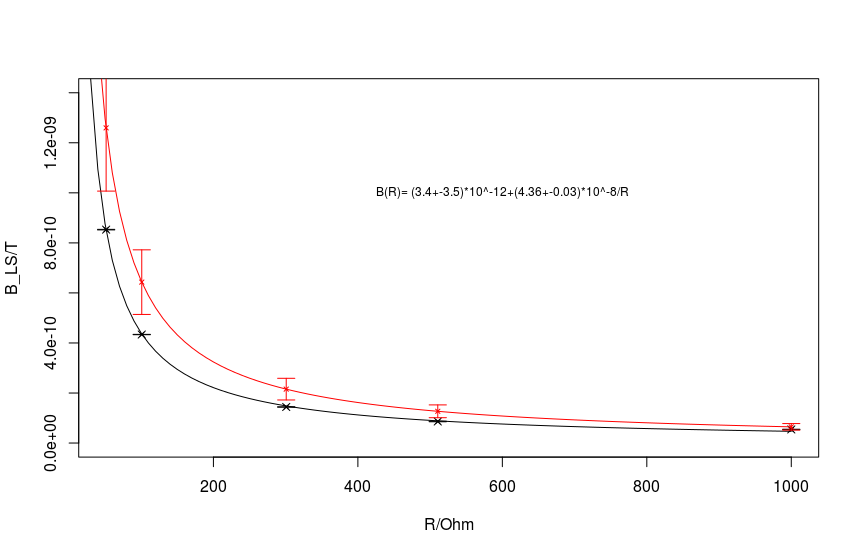 B(R)= (3.4+-3.5)*10^-12+(4.36+-0.03)*10^-8/R
B_LS/T
1.2e-09
8.0e-10
4.0e-10
0.0e+00
200 400 600 800 1000
R/Ohm